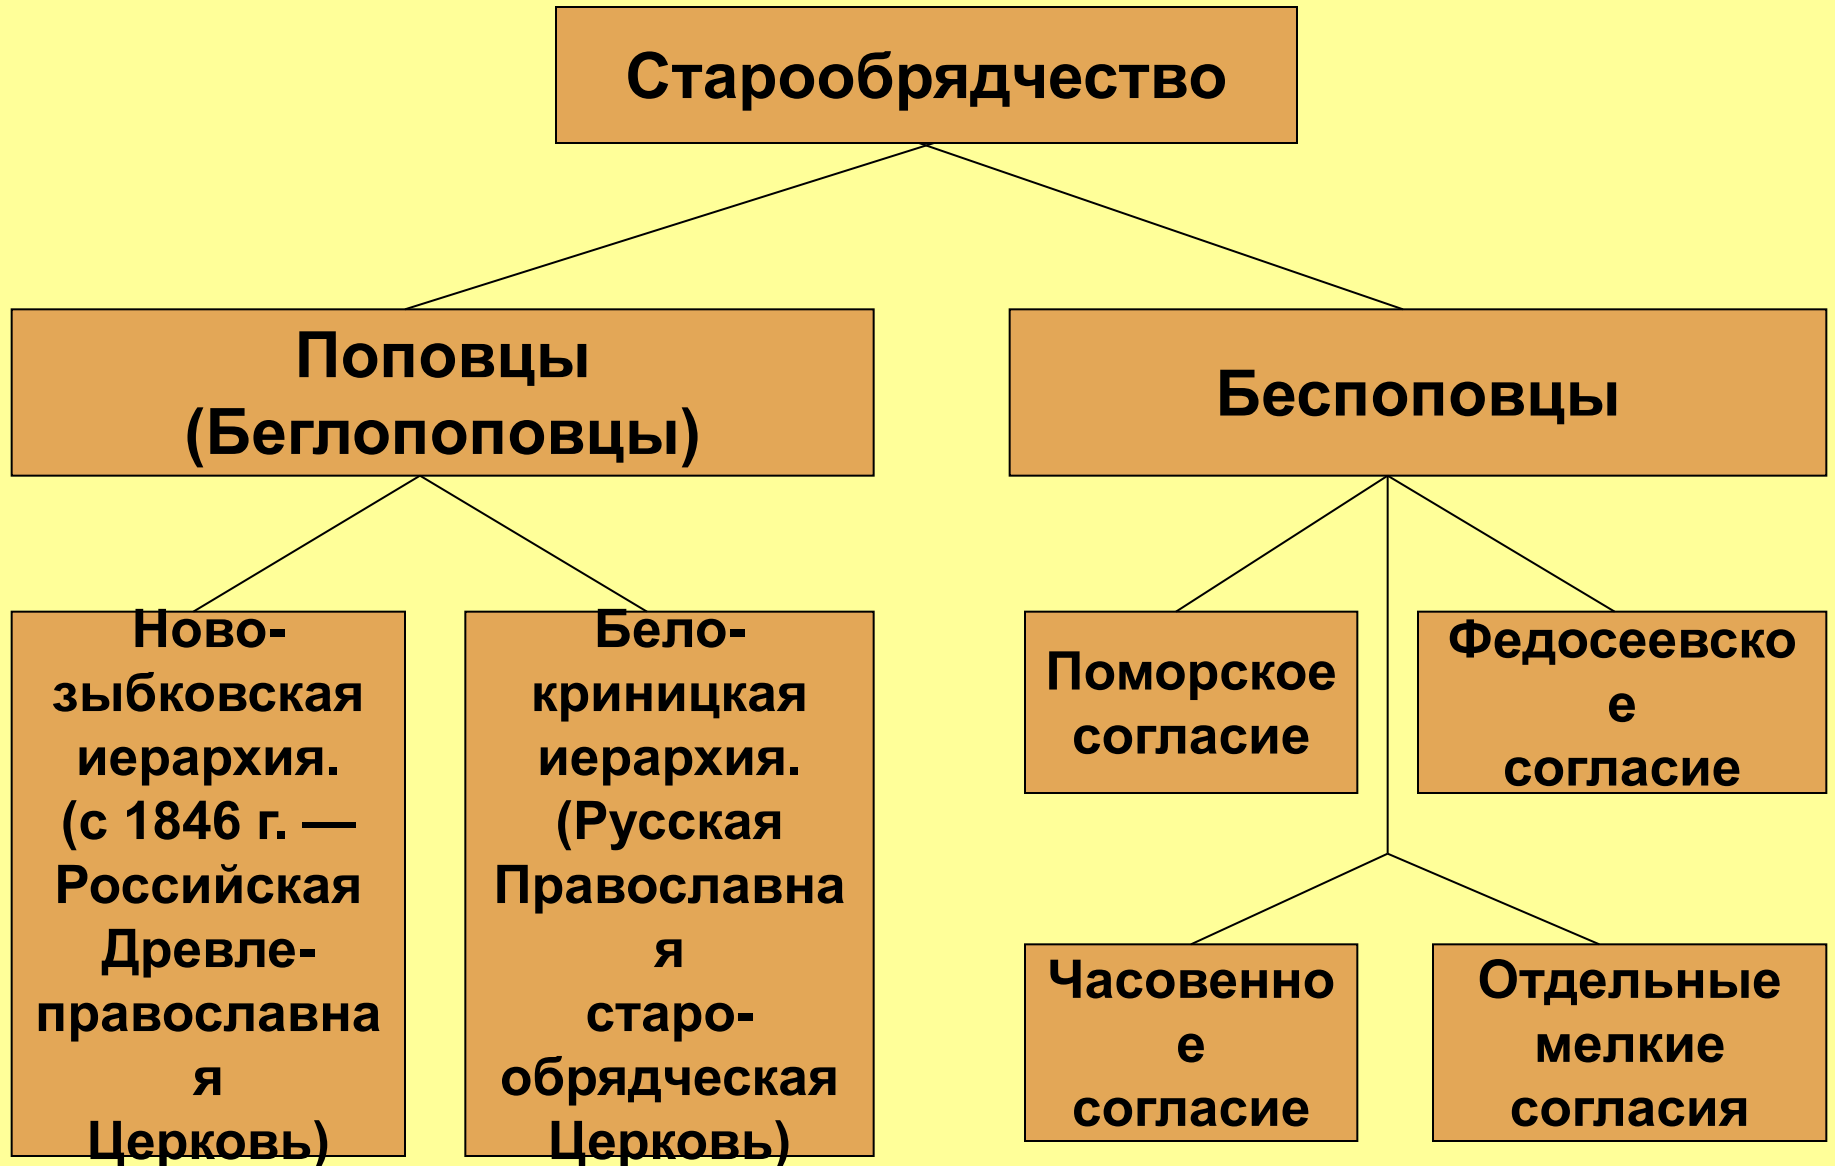 Старообрядчество
Поповцы
(Беглопоповцы)
Беспоповцы
Ново-
зыбковская
иерархия.
(с 1846 г. —
Российская
Древле-
православна
я
Церковь)
Бело-
криницкая
иерархия.
(Русская
Православна
я
старо-
обрядческая
Церковь)
Поморское
согласие
Федосеевско
е
согласие
Часовенно
е
согласие
Отдельные
мелкие
согласия